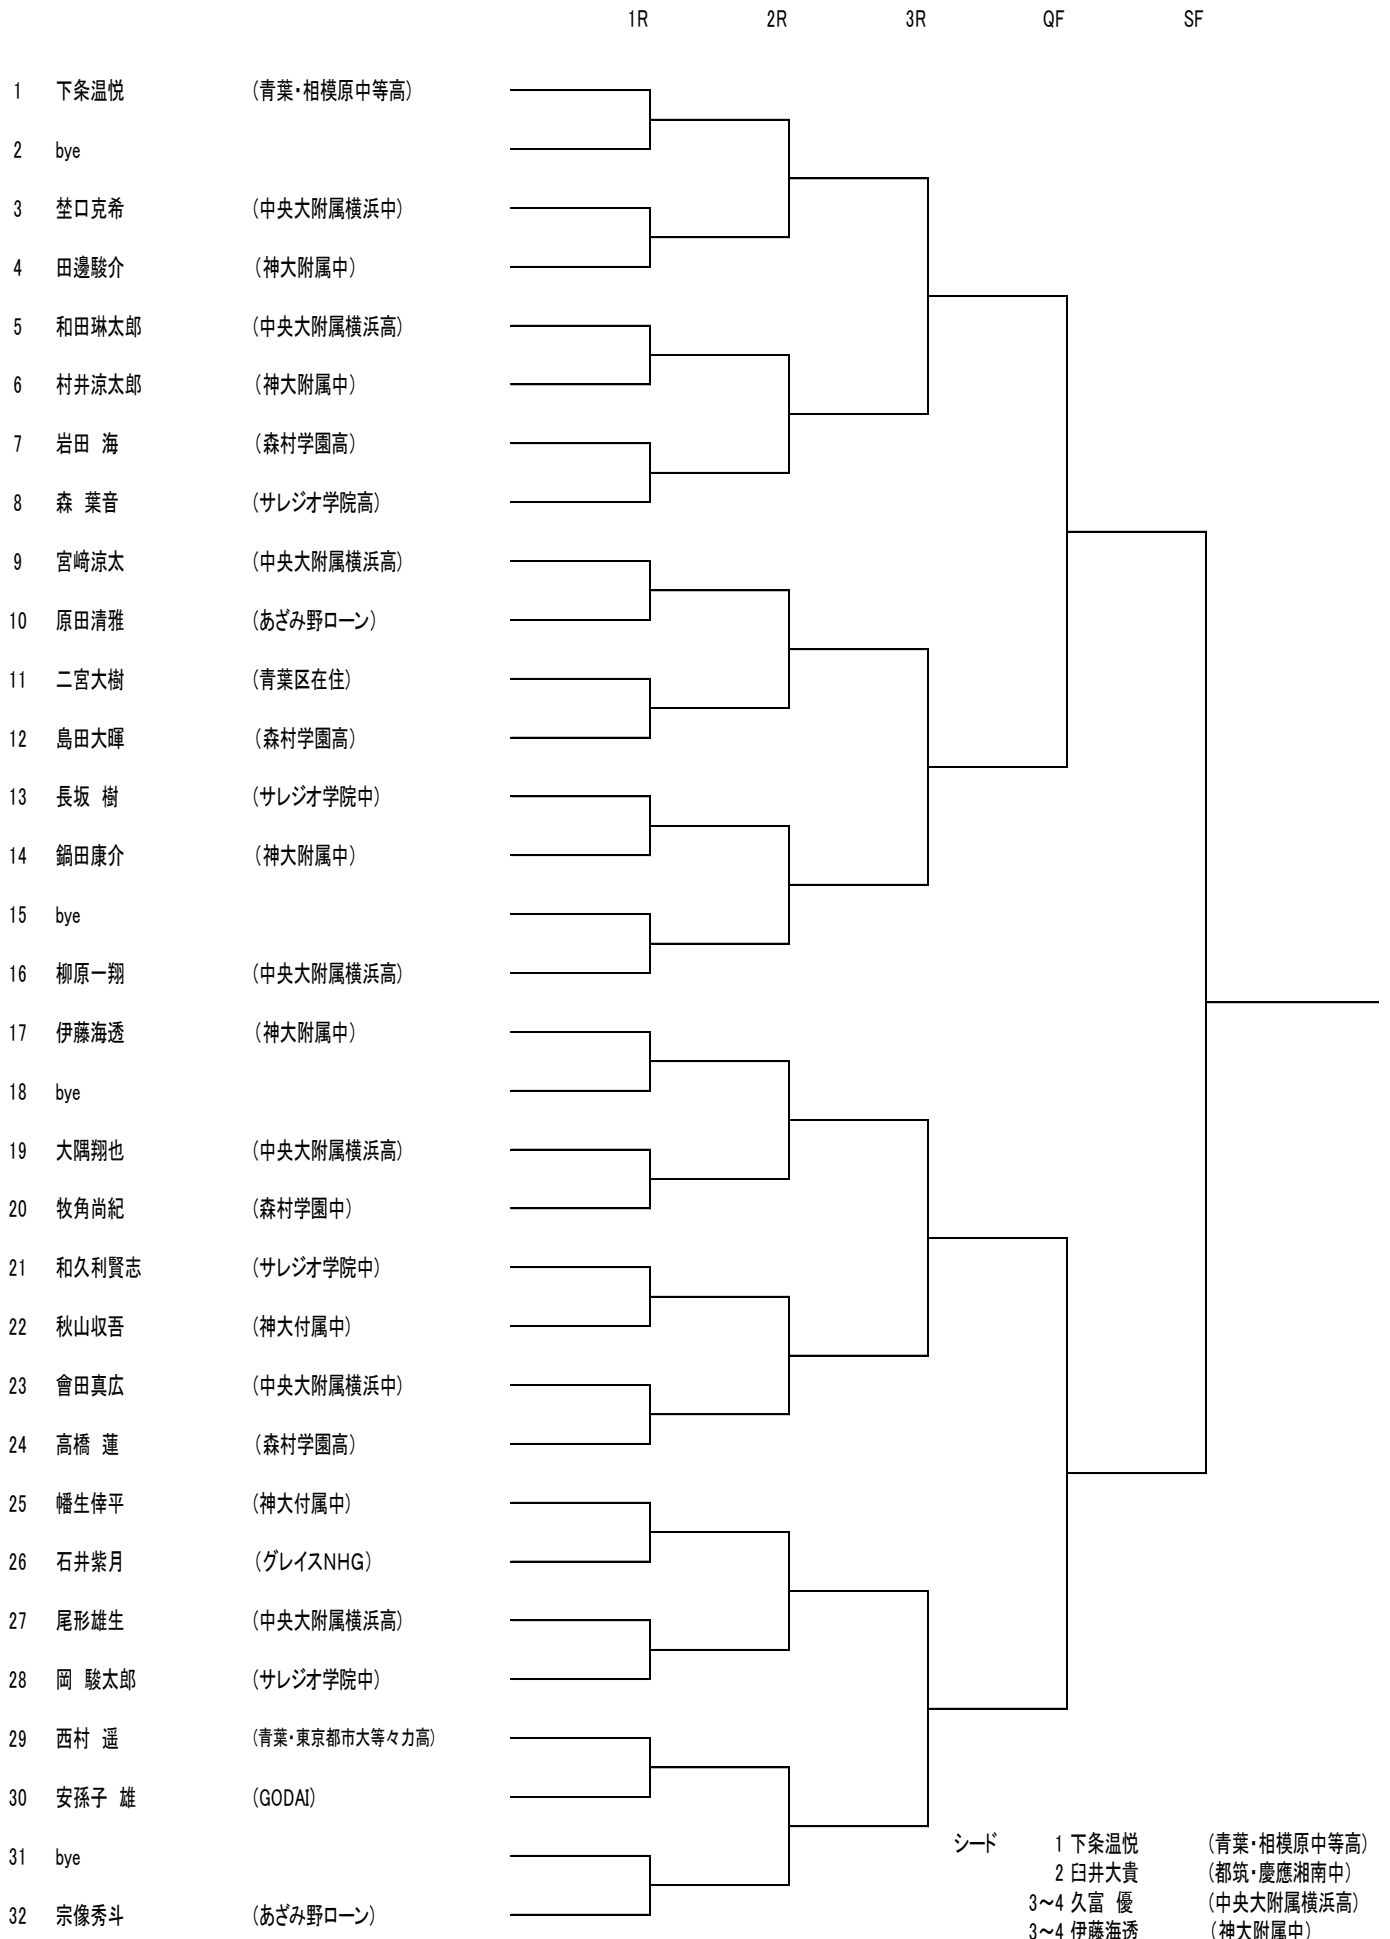 1R 2R 3R QF SF
1 下条温悦 (青葉・相模原中等高)
2 bye
3 埜口克希 (中央大附属横浜中)
4 田邊駿介 (神大附属中)
5 和田琳太郎 (中央大附属横浜高)
6 村井涼太郎 (神大附属中)
7 岩田 海 (森村学園高)
8 森 葉音 (サレジオ学院高)
9 宮﨑涼太 (中央大附属横浜高)
10 原田清雅 (あざみ野ローン)
11 二宮大樹 (青葉区在住)
12 島田大暉 (森村学園高)
13 長坂 樹 (サレジオ学院中)
14 鍋田康介 (神大附属中)
15 bye
16 柳原一翔 (中央大附属横浜高)
17 伊藤海透 (神大附属中)
18 bye
19 大隅翔也 (中央大附属横浜高)
20 牧角尚紀 (森村学園中)
21 和久利賢志 (サレジオ学院中)
22 秋山収吾 (神大付属中)
23 會田真広 (中央大附属横浜中)
24 高橋 蓮 (森村学園高)
25 幡生倖平 (神大付属中)
26 石井紫月 (グレイスNHG)
27 尾形雄生 (中央大附属横浜高)
28 岡 駿太郎 (サレジオ学院中)
29 西村 遥 (青葉・東京都市大等々力高)
30 安孫子 雄 (GODAI)
31 bye
32 宗像秀斗 (あざみ野ローン)
シード 1 下条温悦 (青葉・相模原中等高)
2 臼井大貴 (都筑・慶應湘南中)
3～4 久富 優 (中央大附属横浜高)
3～4 伊藤海透 (神大附属中)